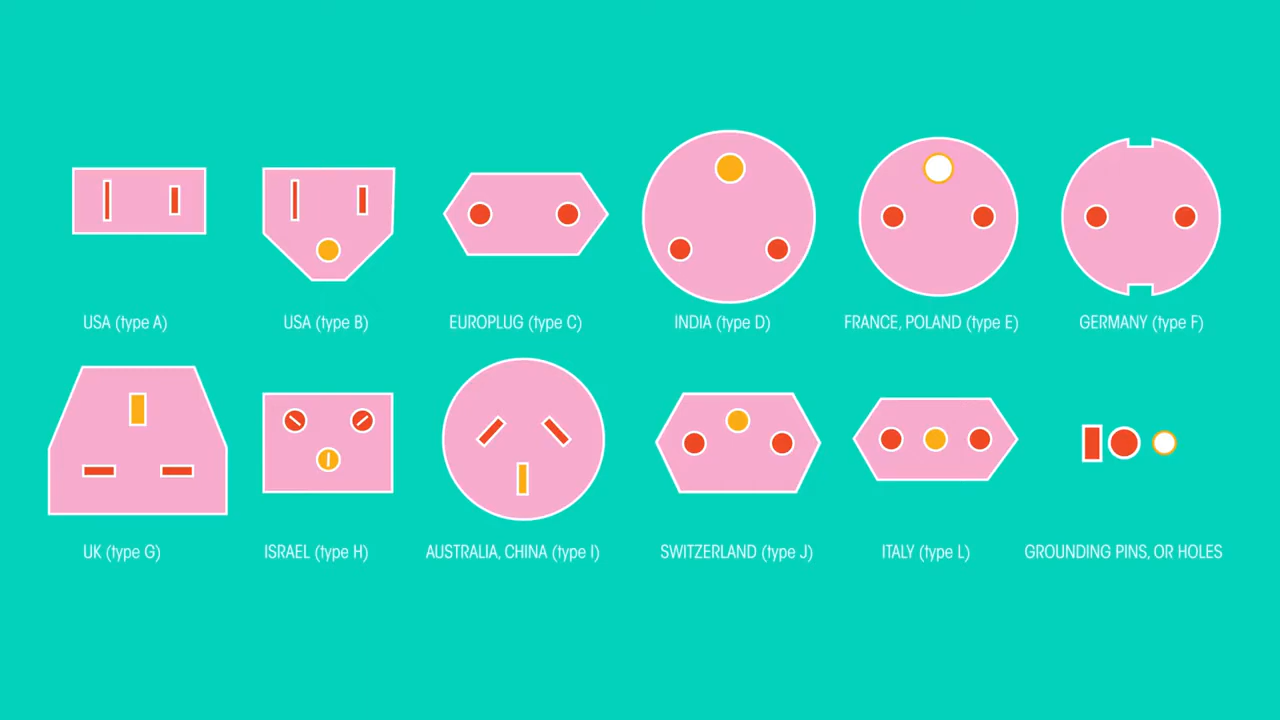 USA (type A)
USA (type B)
EUROPLUG (type C)
INDIA (type D)
FRANCE, POLAND (type E)
GERMANY (type F)
UK (type G)
ISRAEL (type H)
AUSTRALIA, CHINA (type I)
SWITZERLAND (type J)
ITALY (type L)
GROUNDING PINS, OR HOLES